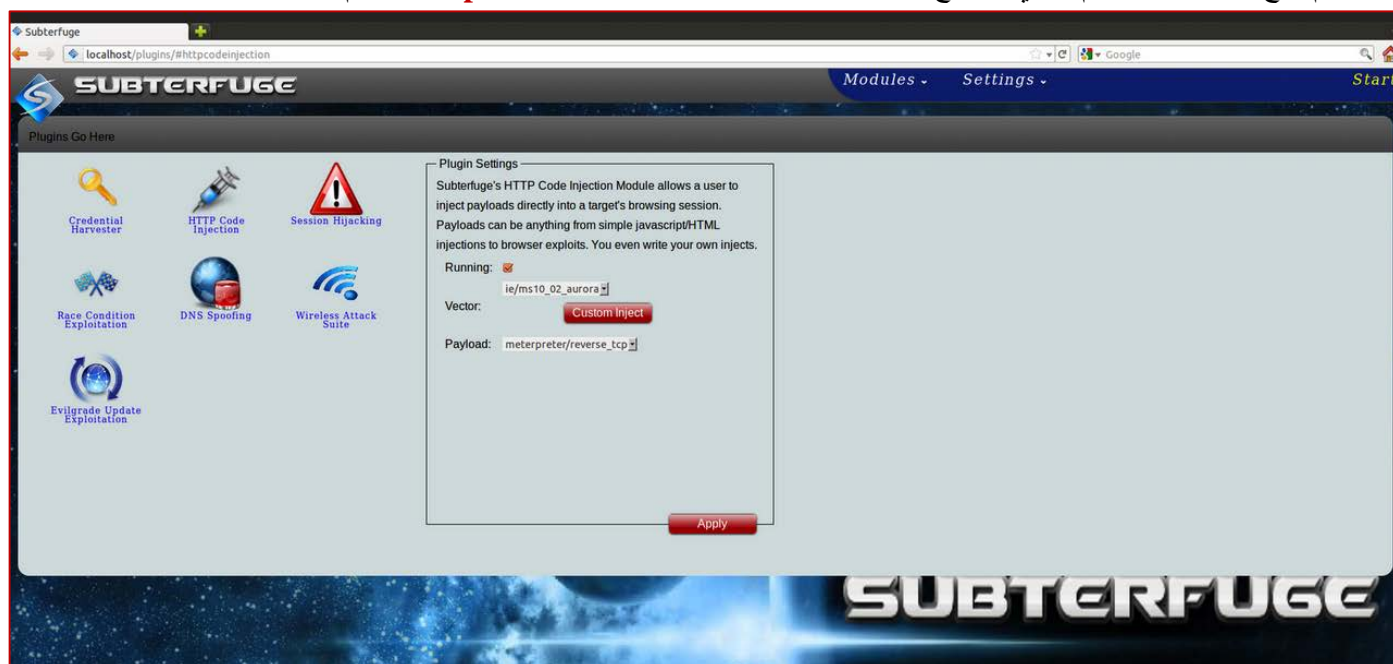 Subterfuge
localhost/plugins/#httpcodeinjection
Google
SUBTERFUGE
Modules
Settings
Start
Plugins Go Here
Credential
Harvester
HTTP Code
Injection
Session Hijacking
Race Condition
Exploitation
DNS Spoofing
Wireless Attack
Suite
Evilgrade Update
Exploitation
Plugin Settings
Subterfuge's HTTP Code Injection Module allows a user to
inject payloads directly into a target's browsing session.
Payloads can be anything from simple javascript/HTML
injections to browser exploits. You even write your own injects.
Running:
ie/ms10_02_aurora
Vector:
Custom Inject
Payload: meterpreter/reverse_tcp
Apply
SUBTERFUGE